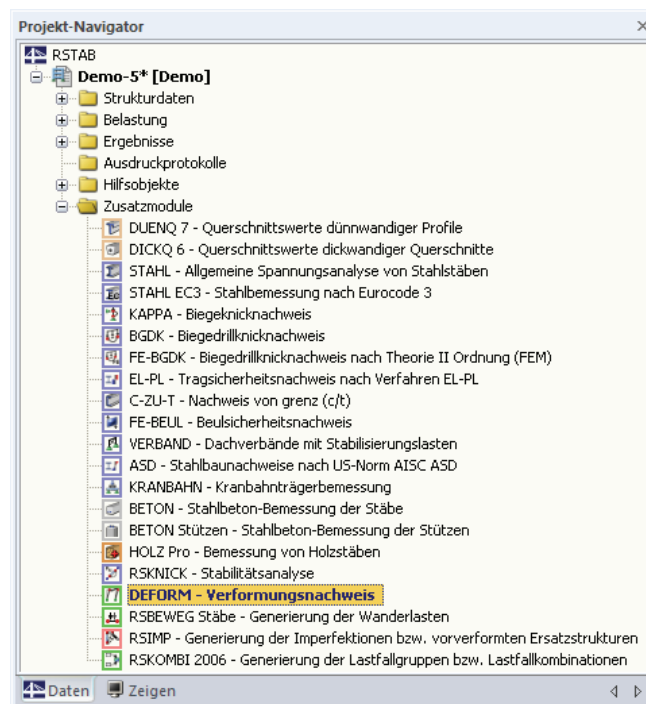 Projekt-Navigator
RSTAB
Demo-5* [Demo]
Strukturdaten
Belastung
Ergebnisse
Ausdruckprotokolle
Hilfsobjekte
Zusatzmodule
DUENQ 7 - Querschnittswerte dünnwandiger Profile
DICKQ 6 - Querschnittswerte dickwandiger Querschnitte
STAHL - Allgemeine Spannungsanalyse von Stahlstäben
STAHL EC3 - Stahlbemessung nach Eurocode 3
KAPPA - Biegeknicknachweis
BGDK - Biegedrillknicknachweis
FE-BGDK - Biegedrillknicknachweis nach Theorie II Ordnung (FEM)
EL-PL - Tragsicherheitsnachweis nach Verfahren EL-PL
C-ZU-T - Nachweis von grenz (c/t)
FE-BEUL - Beulsicherheitsnachweis
VERBAND - Dachverbände mit Stabilisierungslasten
ASD - Stahlbaunachweise nach US-Norm AISC ASD
KRANBAHN - Kranbahnträgerbemessung
BETON - Stahlbeton-Bemessung der Stäbe
BETON Stützen - Stahlbeton-Bemessung der Stützen
HOLZ Pro - Bemessung von Holzstäben
RSKNICK - Stabilitätsanalyse
DEFORM - Verformungsnachweis
RSBEWEG Stäbe - Generierung der Wanderlasten
RSIMP - Generierung der Imperfektionen bzw. vorverformten Ersatzstrukturen
RSKOMBI 2006 - Generierung der Lastfallgruppen bzw. Lastfallkombinationen
Daten Zeigen